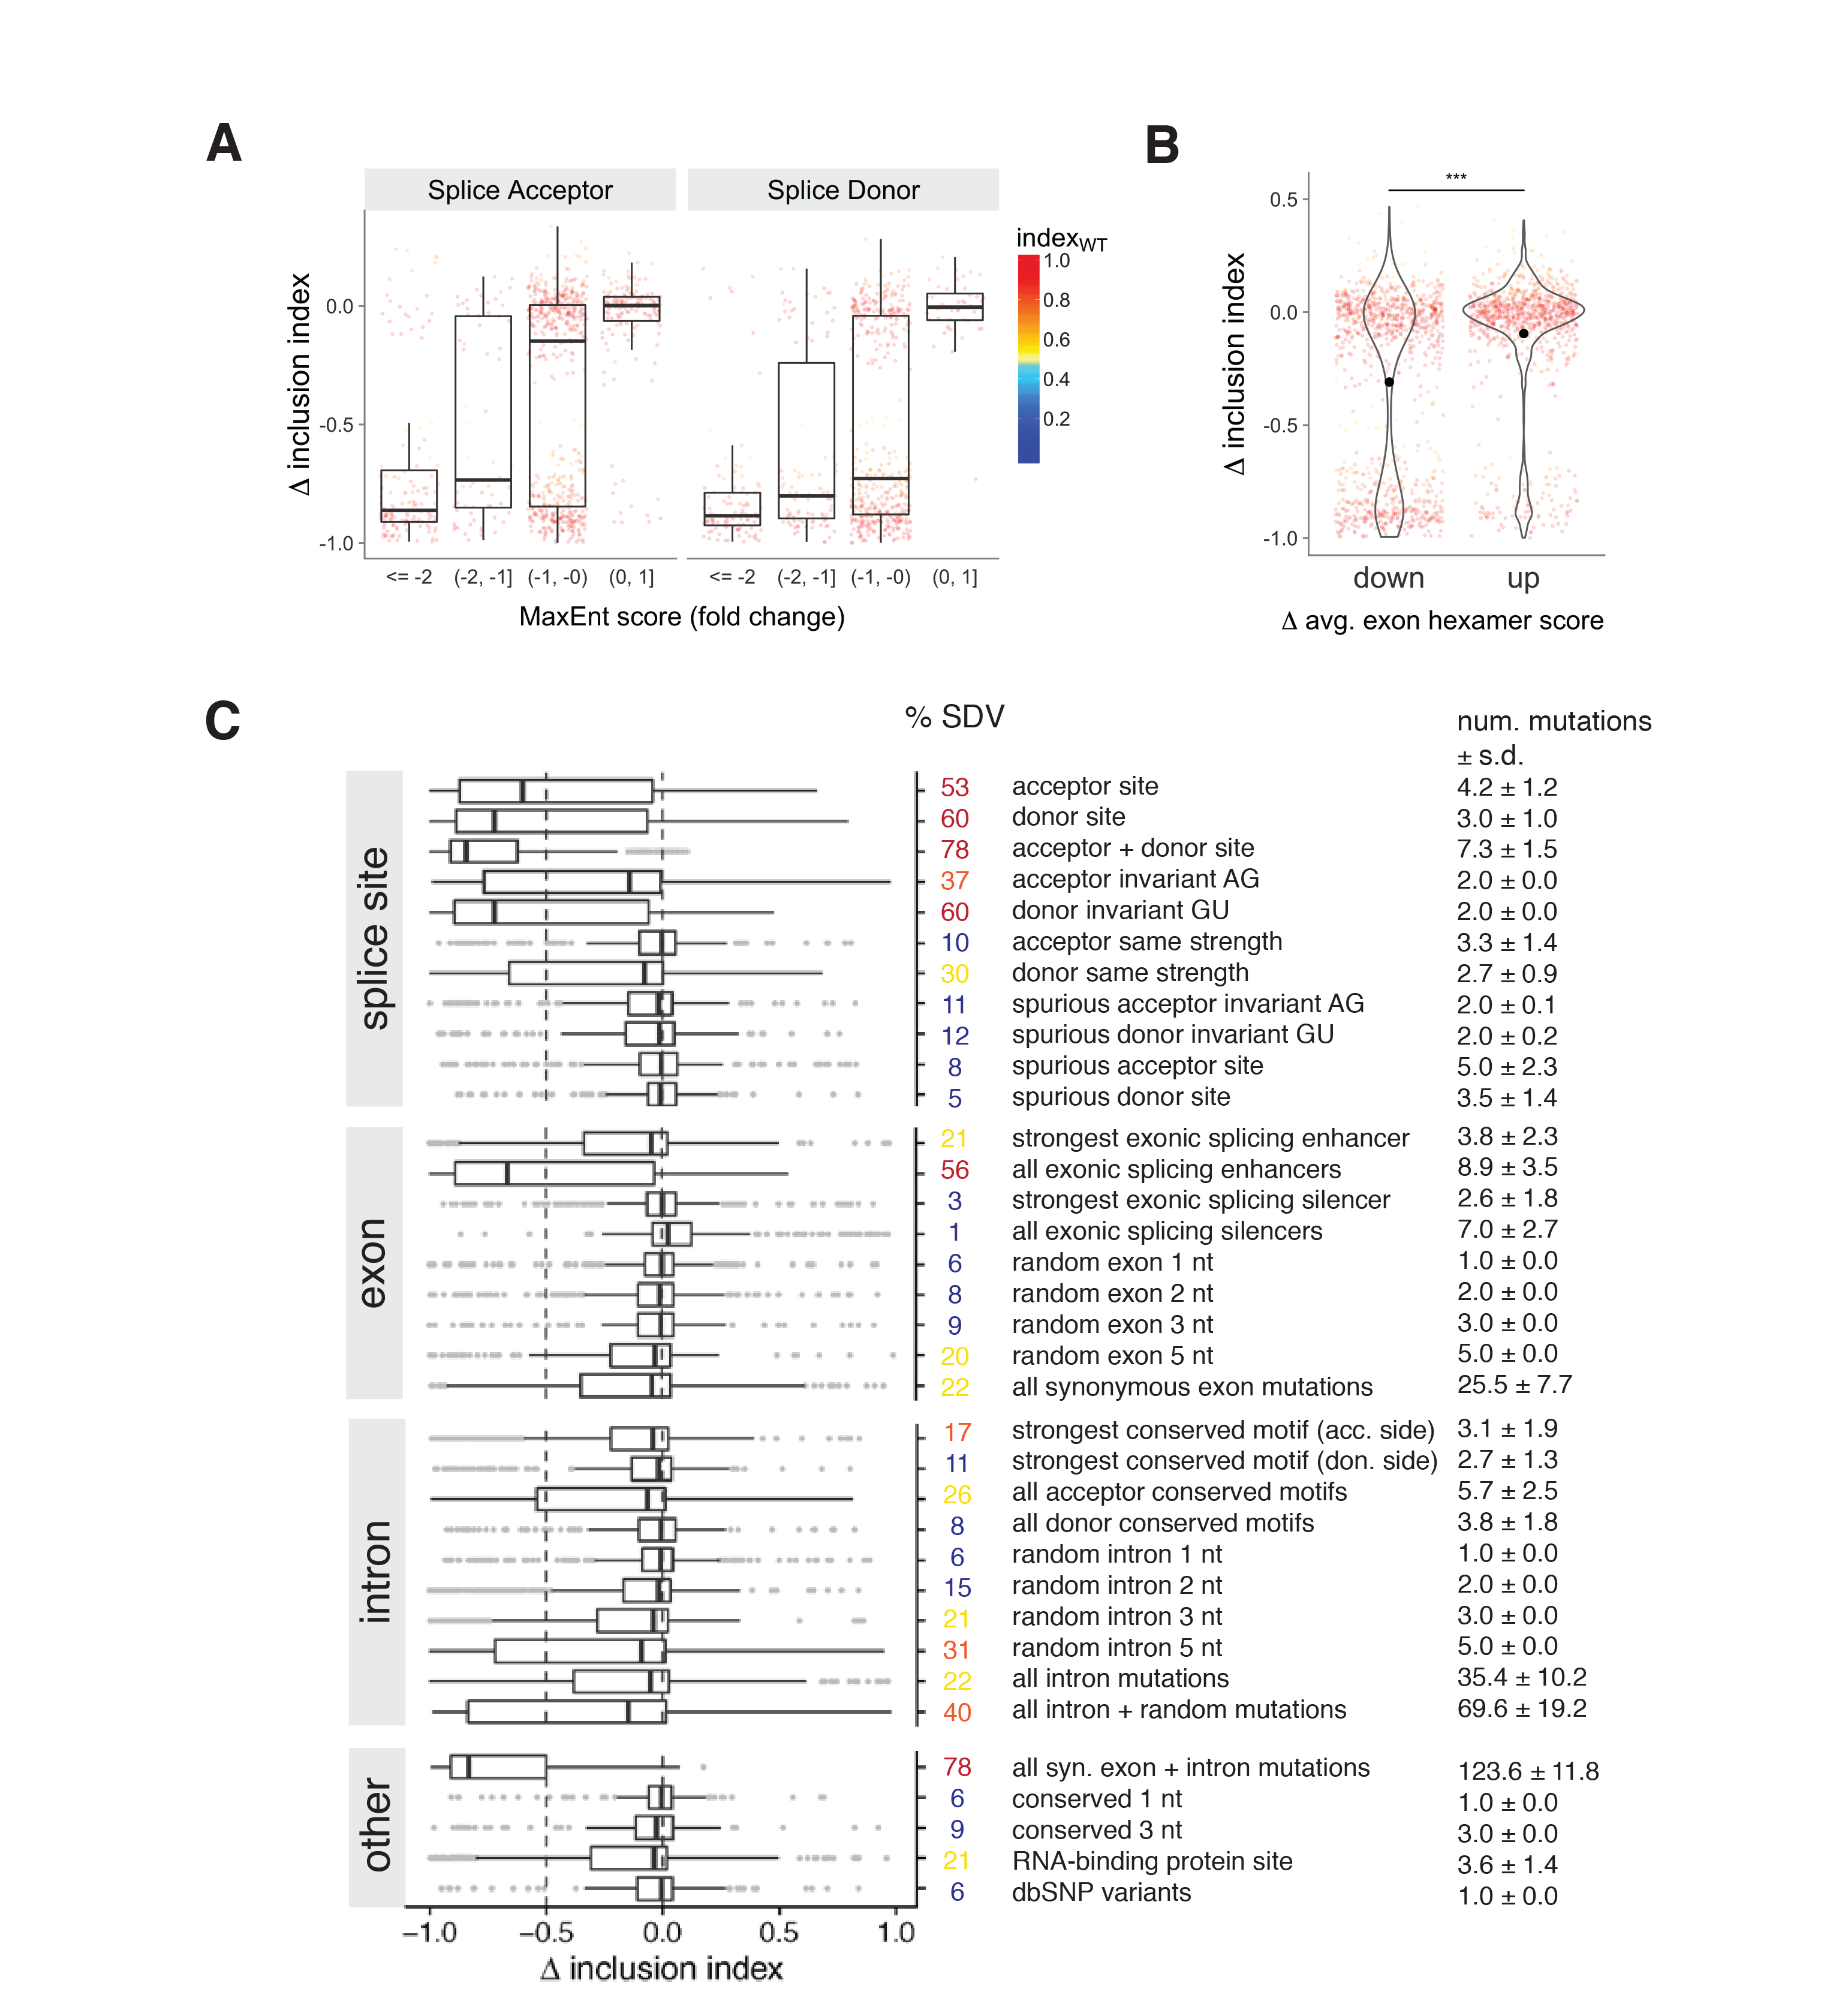 A
Splice Acceptor
Splice Donor
Δ inclusion index
0.0
-0.5
-1.0
<= -2
(-2, -1]
(-1, -0)
(0, 1]
<= -2
(-2, -1]
(-1, -0)
(0, 1]
MaxEnt score (fold change)
indexWT
1.0
0.8
0.6
0.4
0.2
B
***
Δ inclusion index
0.5
0.0
-0.5
-1.0
down
up
Δ avg. exon hexamer score
C
% SDV
num. mutations
± s.d.
splice site
53 acceptor site 4.2 ± 1.2
60 donor site 3.0 ± 1.0
78 acceptor + donor site 7.3 ± 1.5
37 acceptor invariant AG 2.0 ± 0.0
60 donor invariant GU 2.0 ± 0.0
10 acceptor same strength 3.3 ± 1.4
30 donor same strength 2.7 ± 0.9
11 spurious acceptor invariant AG 2.0 ± 0.1
12 spurious donor invariant GU 2.0 ± 0.2
8 spurious acceptor site 5.0 ± 2.3
5 spurious donor site 3.5 ± 1.4
exon
21 strongest exonic splicing enhancer 3.8 ± 2.3
56 all exonic splicing enhancers 8.9 ± 3.5
3 strongest exonic splicing silencer 2.6 ± 1.8
1 all exonic splicing silencers 7.0 ± 2.7
6 random exon 1 nt 1.0 ± 0.0
8 random exon 2 nt 2.0 ± 0.0
9 random exon 3 nt 3.0 ± 0.0
20 random exon 5 nt 5.0 ± 0.0
22 all synonymous exon mutations 25.5 ± 7.7
intron
17 strongest conserved motif (acc. side) 3.1 ± 1.9
11 strongest conserved motif (don. side) 2.7 ± 1.3
26 all acceptor conserved motifs 5.7 ± 2.5
8 all donor conserved motifs 3.8 ± 1.8
6 random intron 1 nt 1.0 ± 0.0
15 random intron 2 nt 2.0 ± 0.0
21 random intron 3 nt 3.0 ± 0.0
31 random intron 5 nt 5.0 ± 0.0
22 all intron mutations 35.4 ± 10.2
40 all intron + random mutations 69.6 ± 19.2
other
78 all syn. exon + intron mutations 123.6 ± 11.8
6 conserved 1 nt 1.0 ± 0.0
9 conserved 3 nt 3.0 ± 0.0
21 RNA-binding protein site 3.6 ± 1.4
6 dbSNP variants 1.0 ± 0.0
−1.0
−0.5
0.0
0.5
1.0
Δ inclusion index